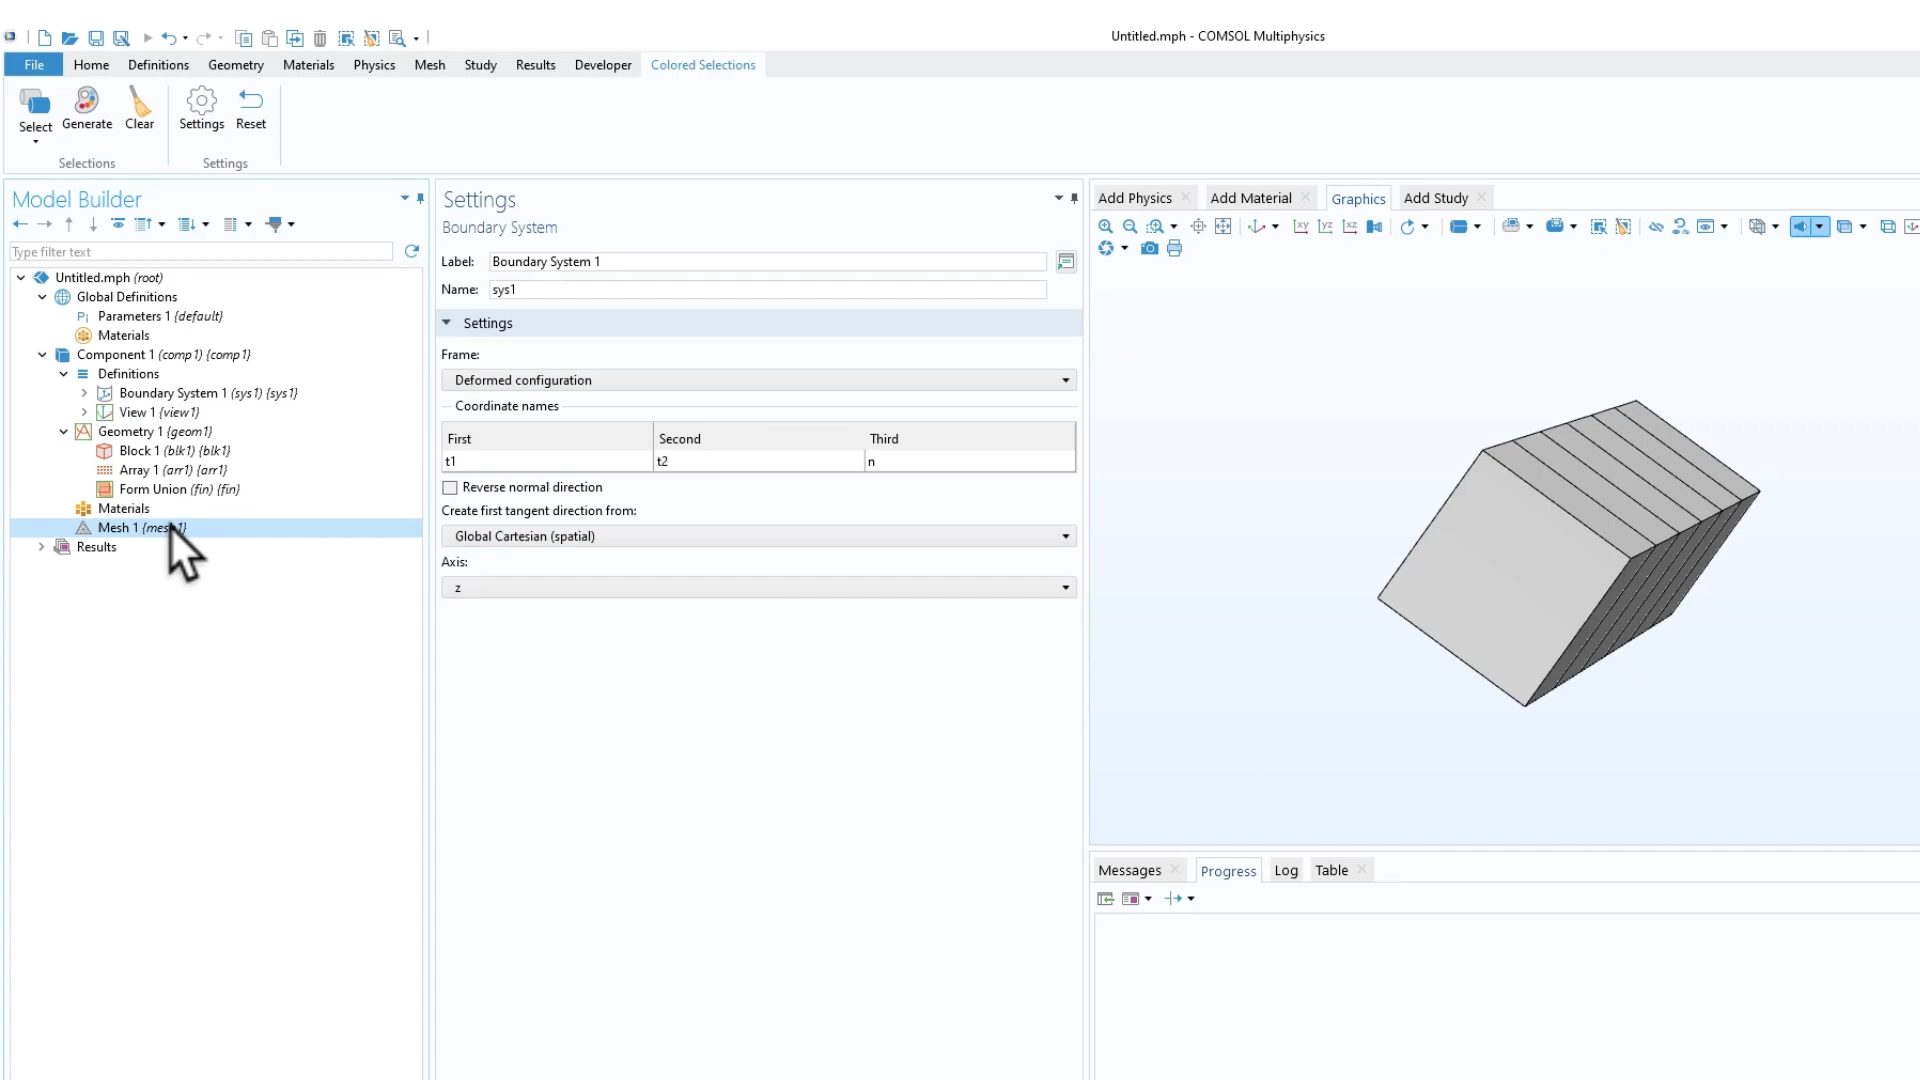 Untitled.mph - COMSOL Multiphysics
File Home Definitions Geometry Materials Physics Mesh Study Results Developer Colored Selections
Select Generate Clear Settings Reset
Selections Settings
Model Builder
Type filter text
Untitled.mph (root)
Global Definitions
Pi Parameters 1 {default}
Materials
Component 1 (comp1) {comp1}
Definitions
Boundary System 1 (sys1) {sys1}
View 1 {view1}
Geometry 1 {geom1}
Block 1 (blk1) {blk1}
Array 1 (arr1) {arr1}
Form Union (fin) {fin}
Materials
Mesh 1
Results
Settings
Boundary System
Label: Boundary System 1
Name: sys1
Settings
Frame:
Deformed configuration
Coordinate names
First Second Third
t1 t2 n
Reverse normal direction
Create first tangent direction from:
Global Cartesian (spatial)
Axis:
z
Add Physics Add Material Graphics Add Study
xy yz xz
Messages Progress Log Table